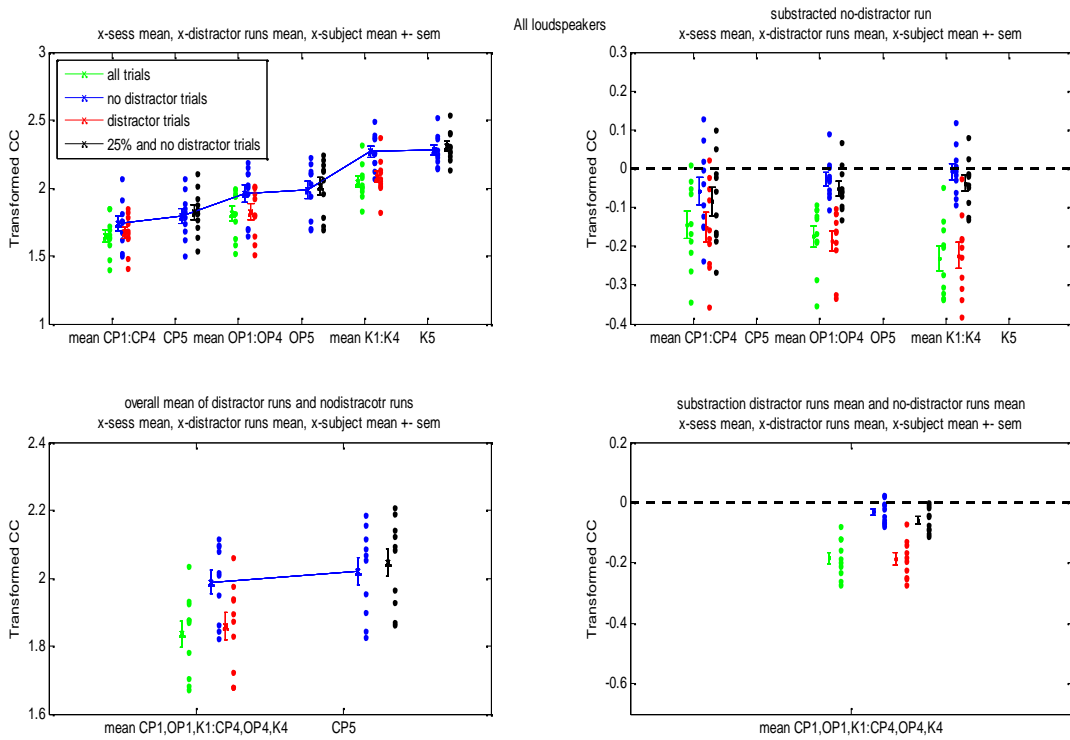 All loudspeakers
x-sess mean, x-distractor runs mean, x-subject mean +- sem
3
2.5
2
1.5
1
Transformed CC
all trials
no distractor trials
distractor trials
25% and no distractor trials
mean CP1:CP4 CP5 mean OP1:OP4 OP5 mean K1:K4 K5
substracted no-distractor run
x-sess mean, x-distractor runs mean, x-subject mean +- sem
0.3
0.2
0.1
0
-0.1
-0.2
-0.3
-0.4
Transformed CC
mean CP1:CP4 CP5 mean OP1:OP4 OP5 mean K1:K4 K5
overall mean of distractor runs and nodistracotr runs
x-sess mean, x-distractor runs mean, x-subject mean +- sem
2.4
2.2
2
1.8
1.6
Transformed CC
mean CP1,OP1,K1:CP4,OP4,K4 CP5
substraction distractor runs mean and no-distractor runs mean
x-sess mean, x-distractor runs mean, x-subject mean +- sem
0.2
0
-0.2
-0.4
-0.6
Transformed CC
mean CP1,OP1,K1:CP4,OP4,K4